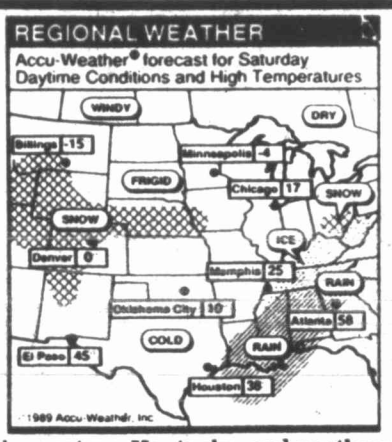 REGIONAL WEATHER
Accu-Weather® forecast for Saturday
Daytime Conditions and High Temperatures
WINDY
DRY
Billings -15
Minneapolis -4
FRIGID
Chicago 17
SNOW
SNOW
ICE
Denver 0
Memphis 25
RAIN
Oklahoma City 10
Atlanta 58
COLD
RAIN
El Paso 45
Houston 38
1989 Accu-Weather, Inc